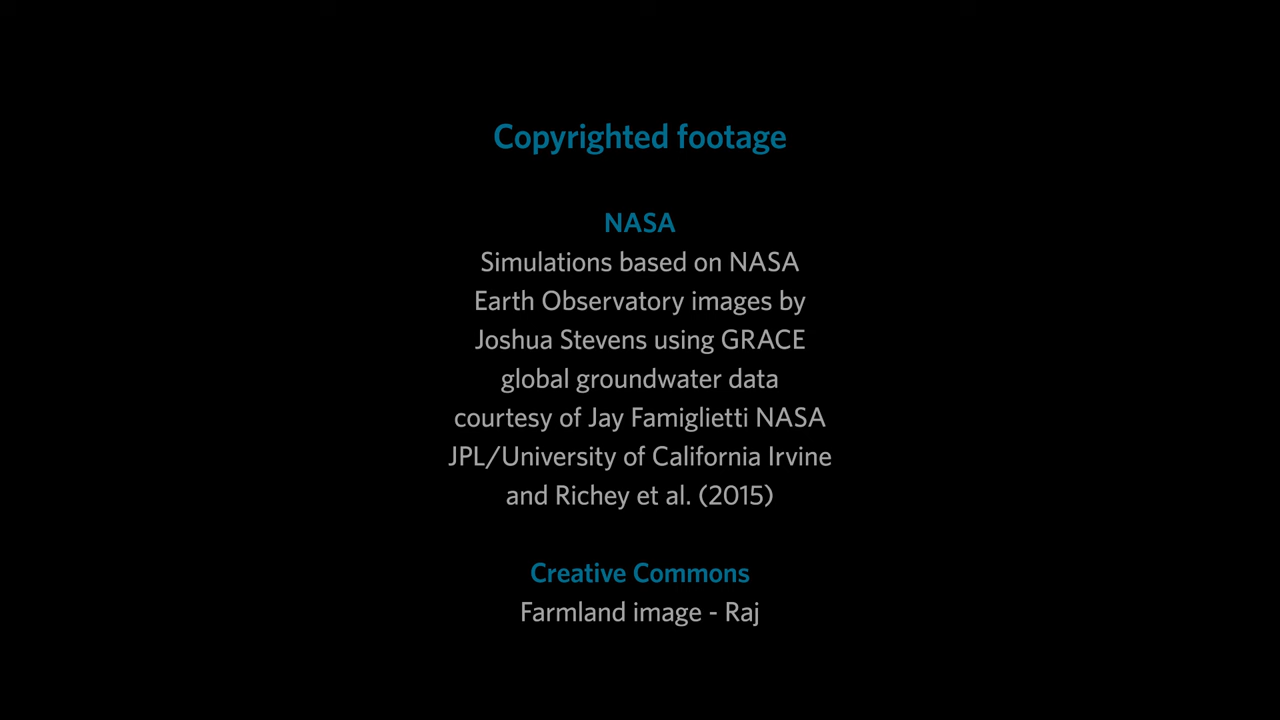 Copyrighted footage
NASA
Simulations based on NASA
Earth Observatory images by
Joshua Stevens using GRACE
global groundwater data
courtesy of Jay Famiglietti NASA
JPL/University of California Irvine
and Richey et al. (2015)
Creative Commons
Farmland image - Raj